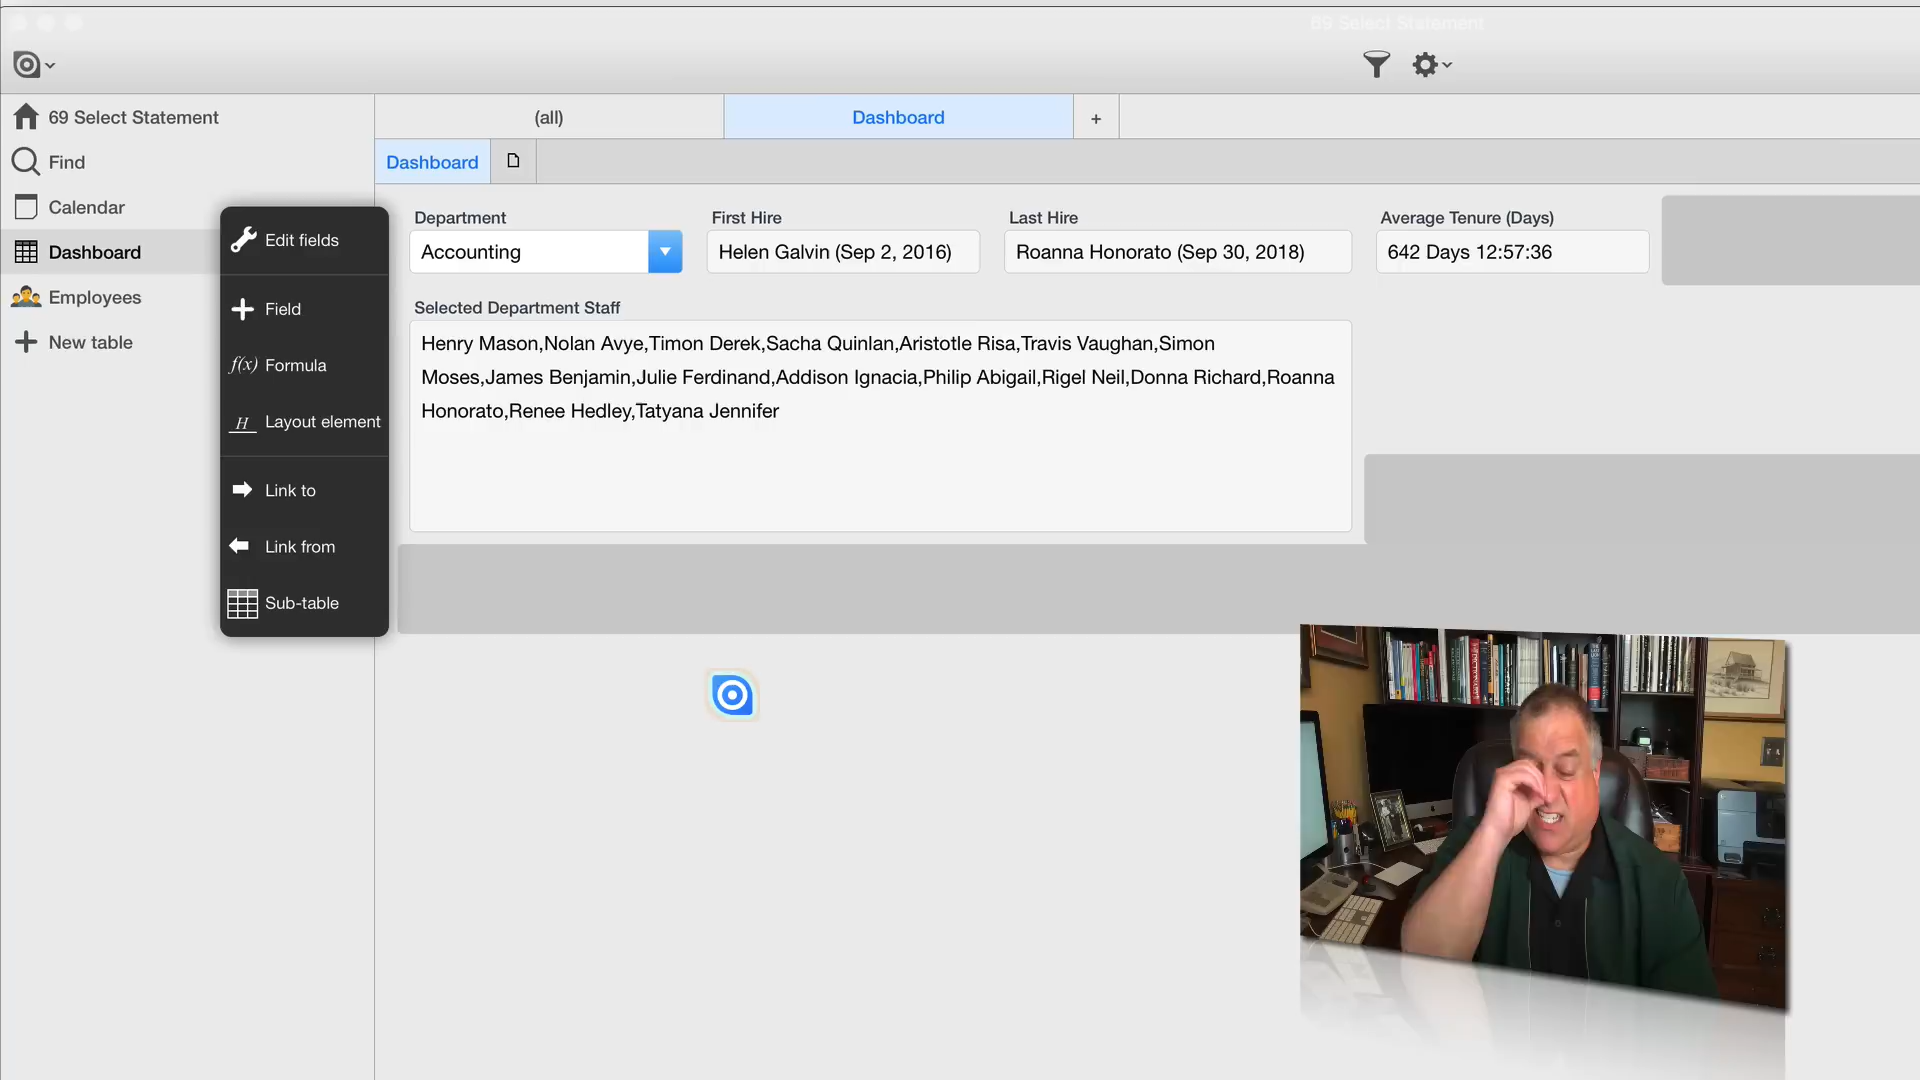 69 Select Statement
69 Select Statement
(all)
Dashboard
+
Find
Dashboard
Calendar
Dashboard
Employees
New table
Edit fields
Field
f(x) Formula
H Layout element
Link to
Link from
Sub-table
Department
First Hire
Last Hire
Average Tenure (Days)
Accounting
Helen Galvin (Sep 2, 2016)
Roanna Honorato (Sep 30, 2018)
642 Days 12:57:36
Selected Department Staff
Henry Mason,Nolan Avye,Timon Derek,Sacha Quinlan,Aristotle Risa,Travis Vaughan,Simon
Moses,James Benjamin,Julie Ferdinand,Addison Ignacia,Philip Abigail,Rigel Neil,Donna Richard,Roanna
Honorato,Renee Hedley,Tatyana Jennifer